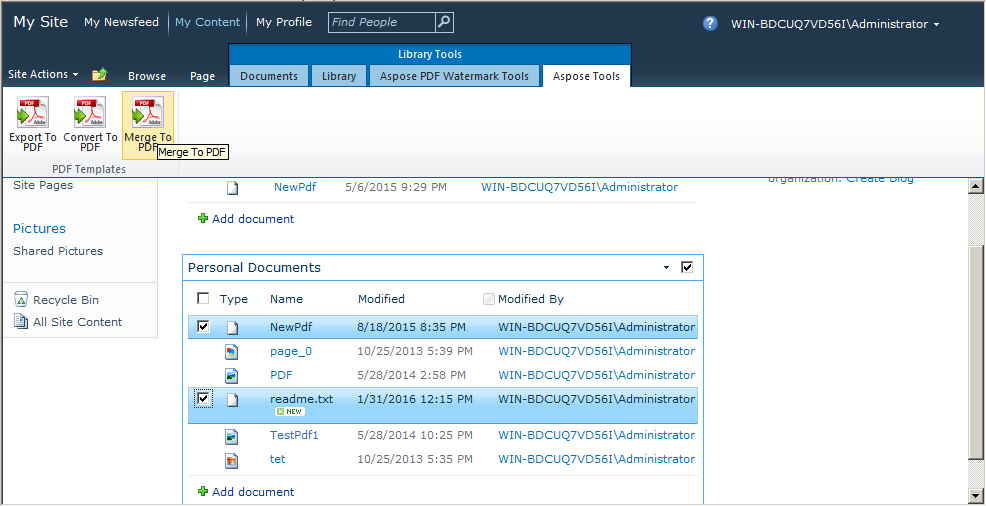 My Site My Newsfeed My Content My Profile Find People WIN-BDCUQ7VD56I\Administrator
Library Tools
Site Actions Browse Page Documents Library Aspose PDF Watermark Tools Aspose Tools
Export To PDF
Convert To PDF
Merge To PDF
Merge To PDF
PDF Templates
Site Pages
Pictures
Shared Pictures
Recycle Bin
All Site Content
NewPdf 5/6/2015 9:29 PM WIN-BDCUQ7VD56I\Administrator
organization. Create Blog
Add document
Personal Documents
Type Name Modified Modified By
NewPdf 8/18/2015 8:35 PM WIN-BDCUQ7VD56I\Administrator
page_0 10/25/2013 5:39 PM WIN-BDCUQ7VD56I\Administrator
PDF 5/28/2014 2:58 PM WIN-BDCUQ7VD56I\Administrator
readme.txt 1/31/2016 12:15 PM WIN-BDCUQ7VD56I\Administrator
NEW
TestPdf1 5/28/2014 10:25 PM WIN-BDCUQ7VD56I\Administrator
tet 10/25/2013 5:35 PM WIN-BDCUQ7VD56I\Administrator
Add document